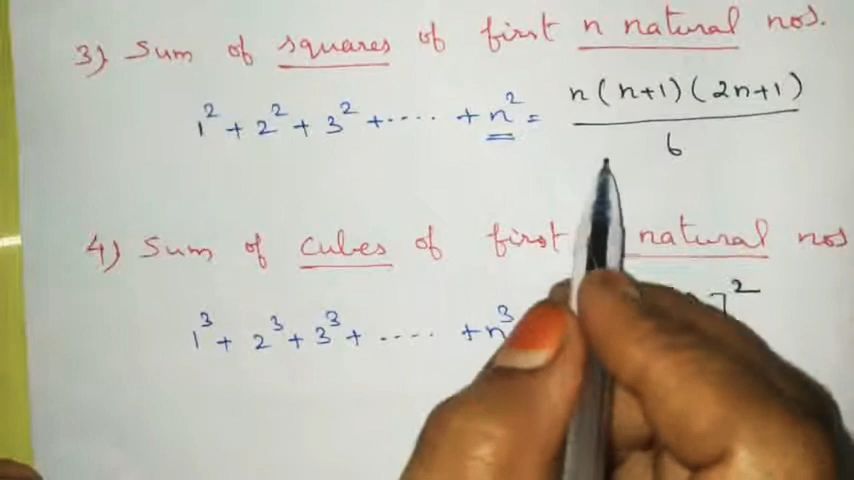 3) Sum of squares of first n natural nos.
1² + 2² + 3² + ····· + n² = n(n+1)(2n+1)
6
4) Sum of cubes of first natural nos
1³ + 2³ + 3³ + ····· + n³ ]²